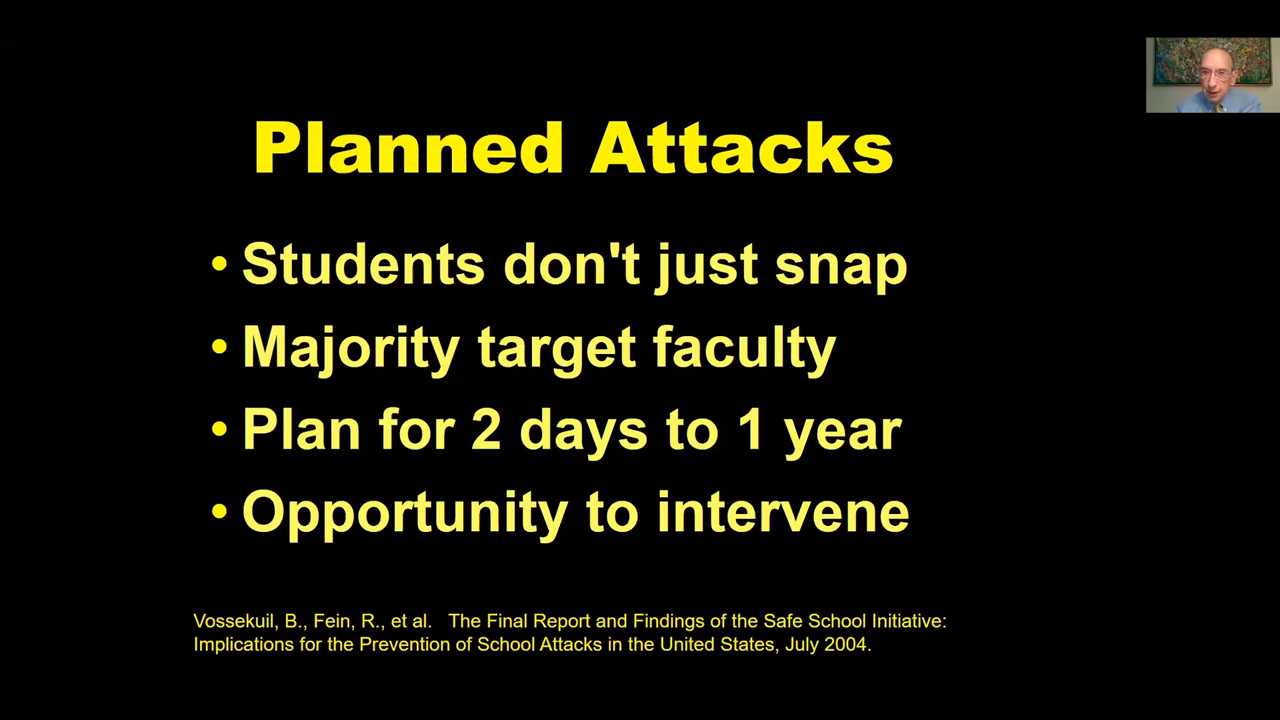 Planned Attacks
• Students don't just snap
• Majority target faculty
• Plan for 2 days to 1 year
• Opportunity to intervene
Vossekuil, B., Fein, R., et al. The Final Report and Findings of the Safe School Initiative:
Implications for the Prevention of School Attacks in the United States, July 2004.